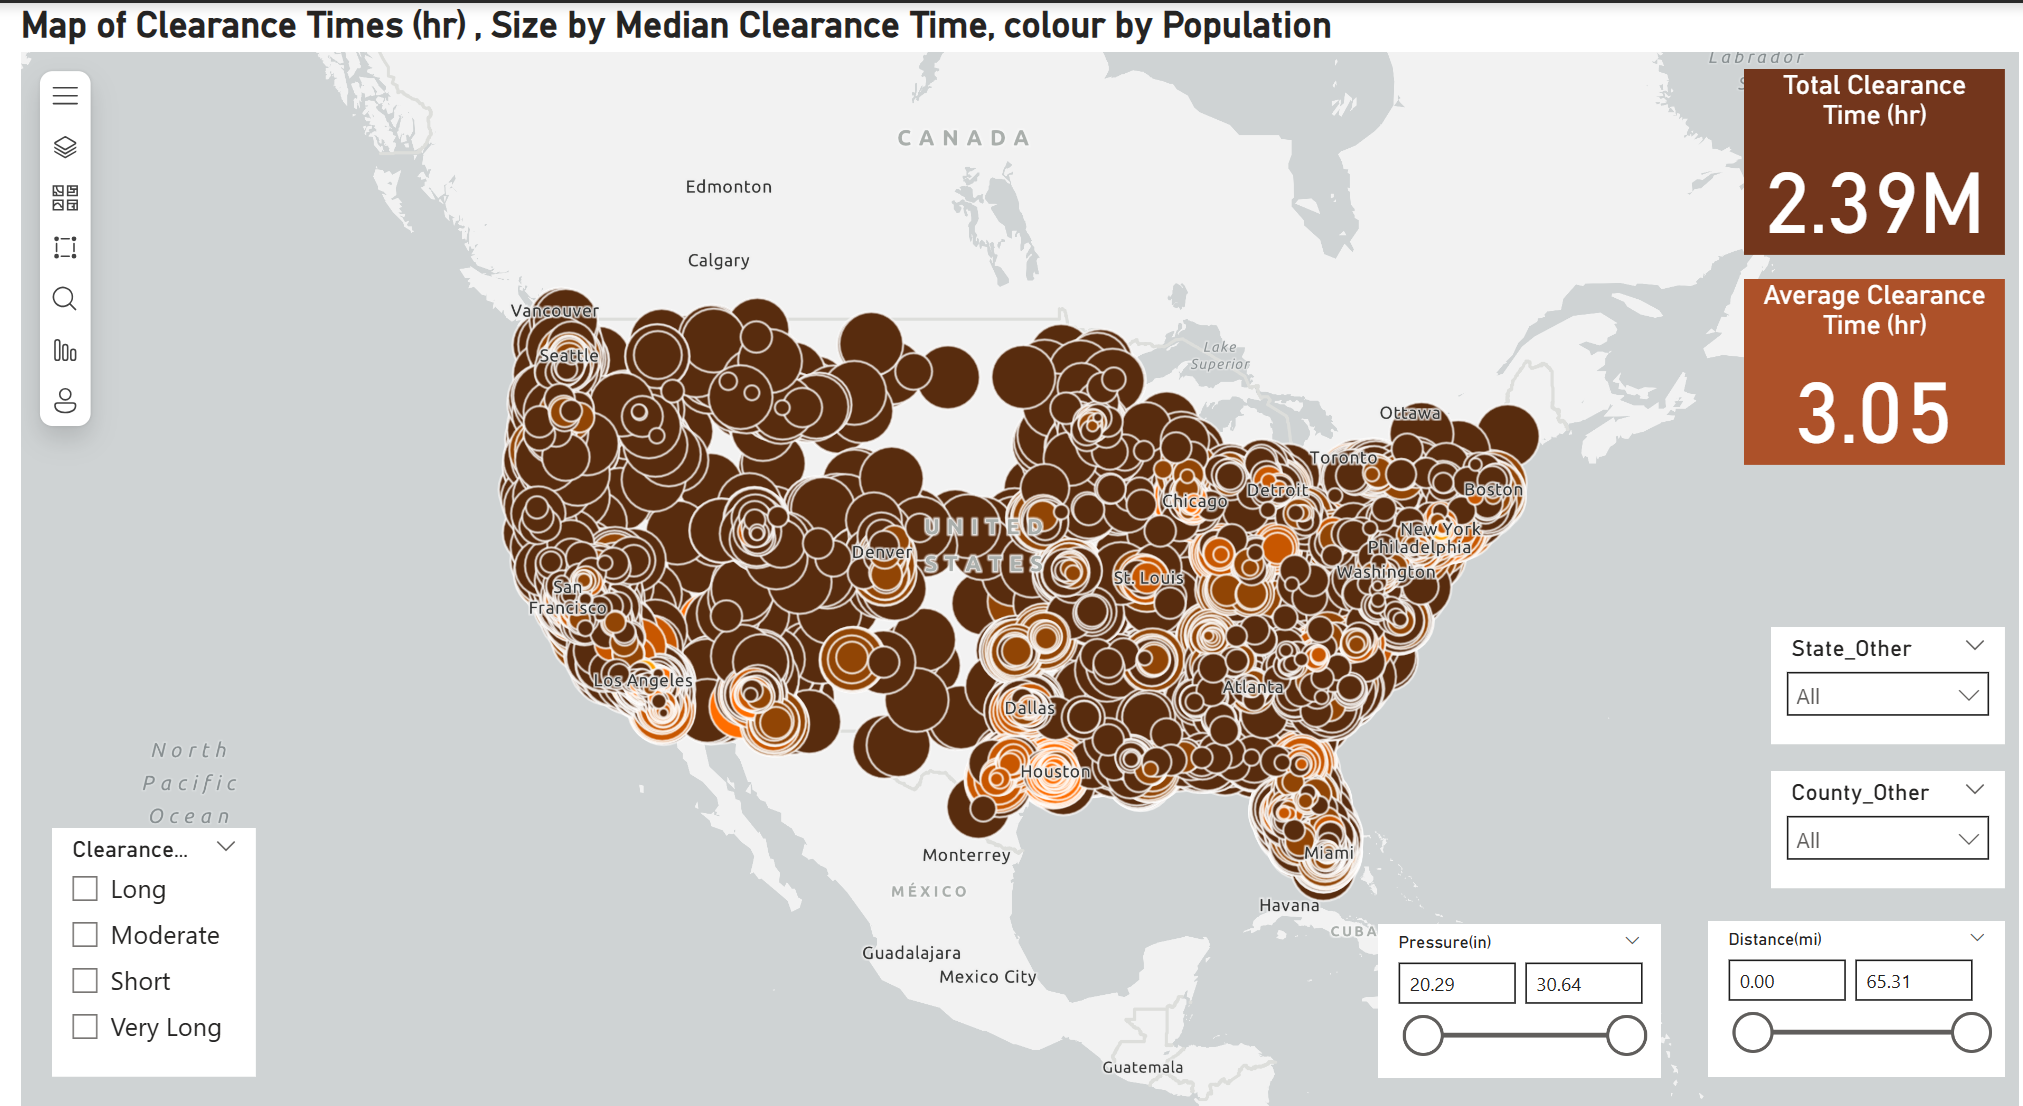 Map of Clearance Times (hr) , Size by Median Clearance Time, colour by Population
Labrador
Total Clearance
Time (hr)
2.39M
CANADA
Edmonton
Calgary
Average Clearance
Time (hr)
3.05
Vancouver
Seattle
Lake
Superior
Ottawa
Toronto
Boston
Chicago
Detroit
New York
Philadelphia
UNITED
STATES
Denver
St. Louis
Washington
San
Francisco
Los Angeles
Atlanta
Dallas
Houston
Miami
North
Pacific
Ocean
Monterrey
MÉXICO
Havana
CUBA
Guadalajara
Mexico City
Guatemala
State_Other
All
County_Other
All
Clearance...
Long
Moderate
Short
Very Long
Pressure(in)
20.29
30.64
Distance(mi)
0.00
65.31